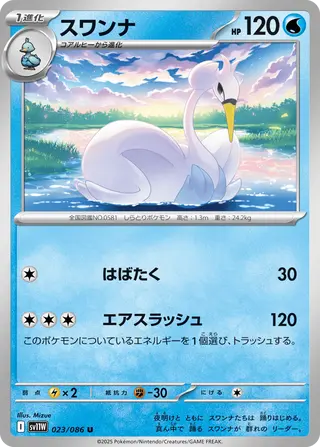 1進化 スワンナ HP120
コアルヒーから進化
全国図鑑NO.0581 しらとりポケモン 高さ：1.3m 重さ：24.2kg
はばたく 30
エアスラッシュ 120
このポケモンについているエネルギーを1個選び、トラッシュする。
弱点 ×2 抵抗力 -30 にげる
Illus. Mizue
sv11W 023/086 U
夜明けとともに スワンナたちは 踊りはじめる。
真ん中で 踊る スワンナが 群れの リーダー。
©2025 Pokémon/Nintendo/Creatures/GAME FREAK.